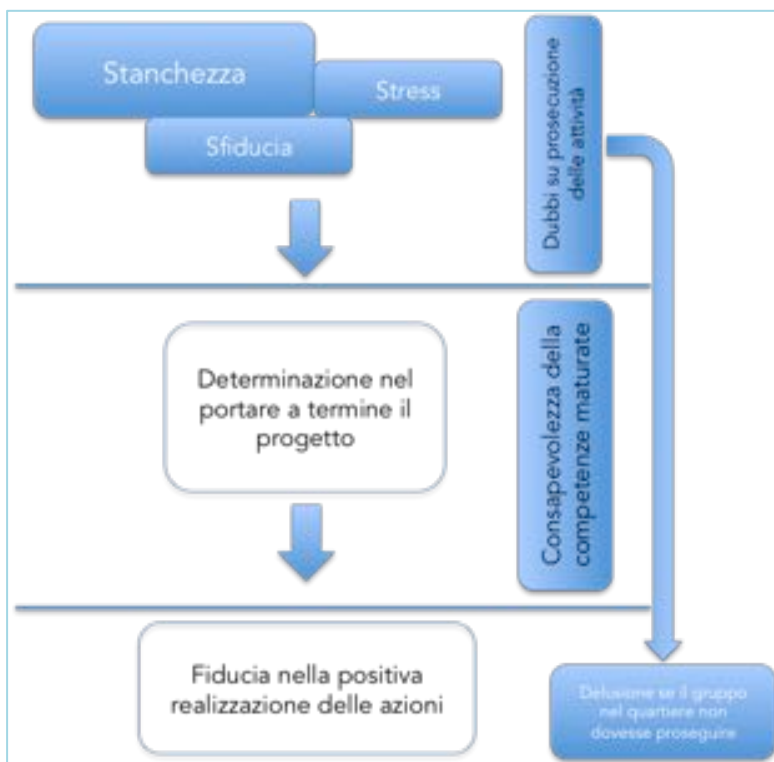 Stanchezza
Stress
Sfiducia
Dubbi su prosecuzione
delle attività
Determinazione nel
portare a termine il
progetto
Consapevolezza della
competenze maturate
Fiducia nella positiva
realizzazione delle azioni
Delusione se il gruppo
nel quartiere non
dovesse proseguire